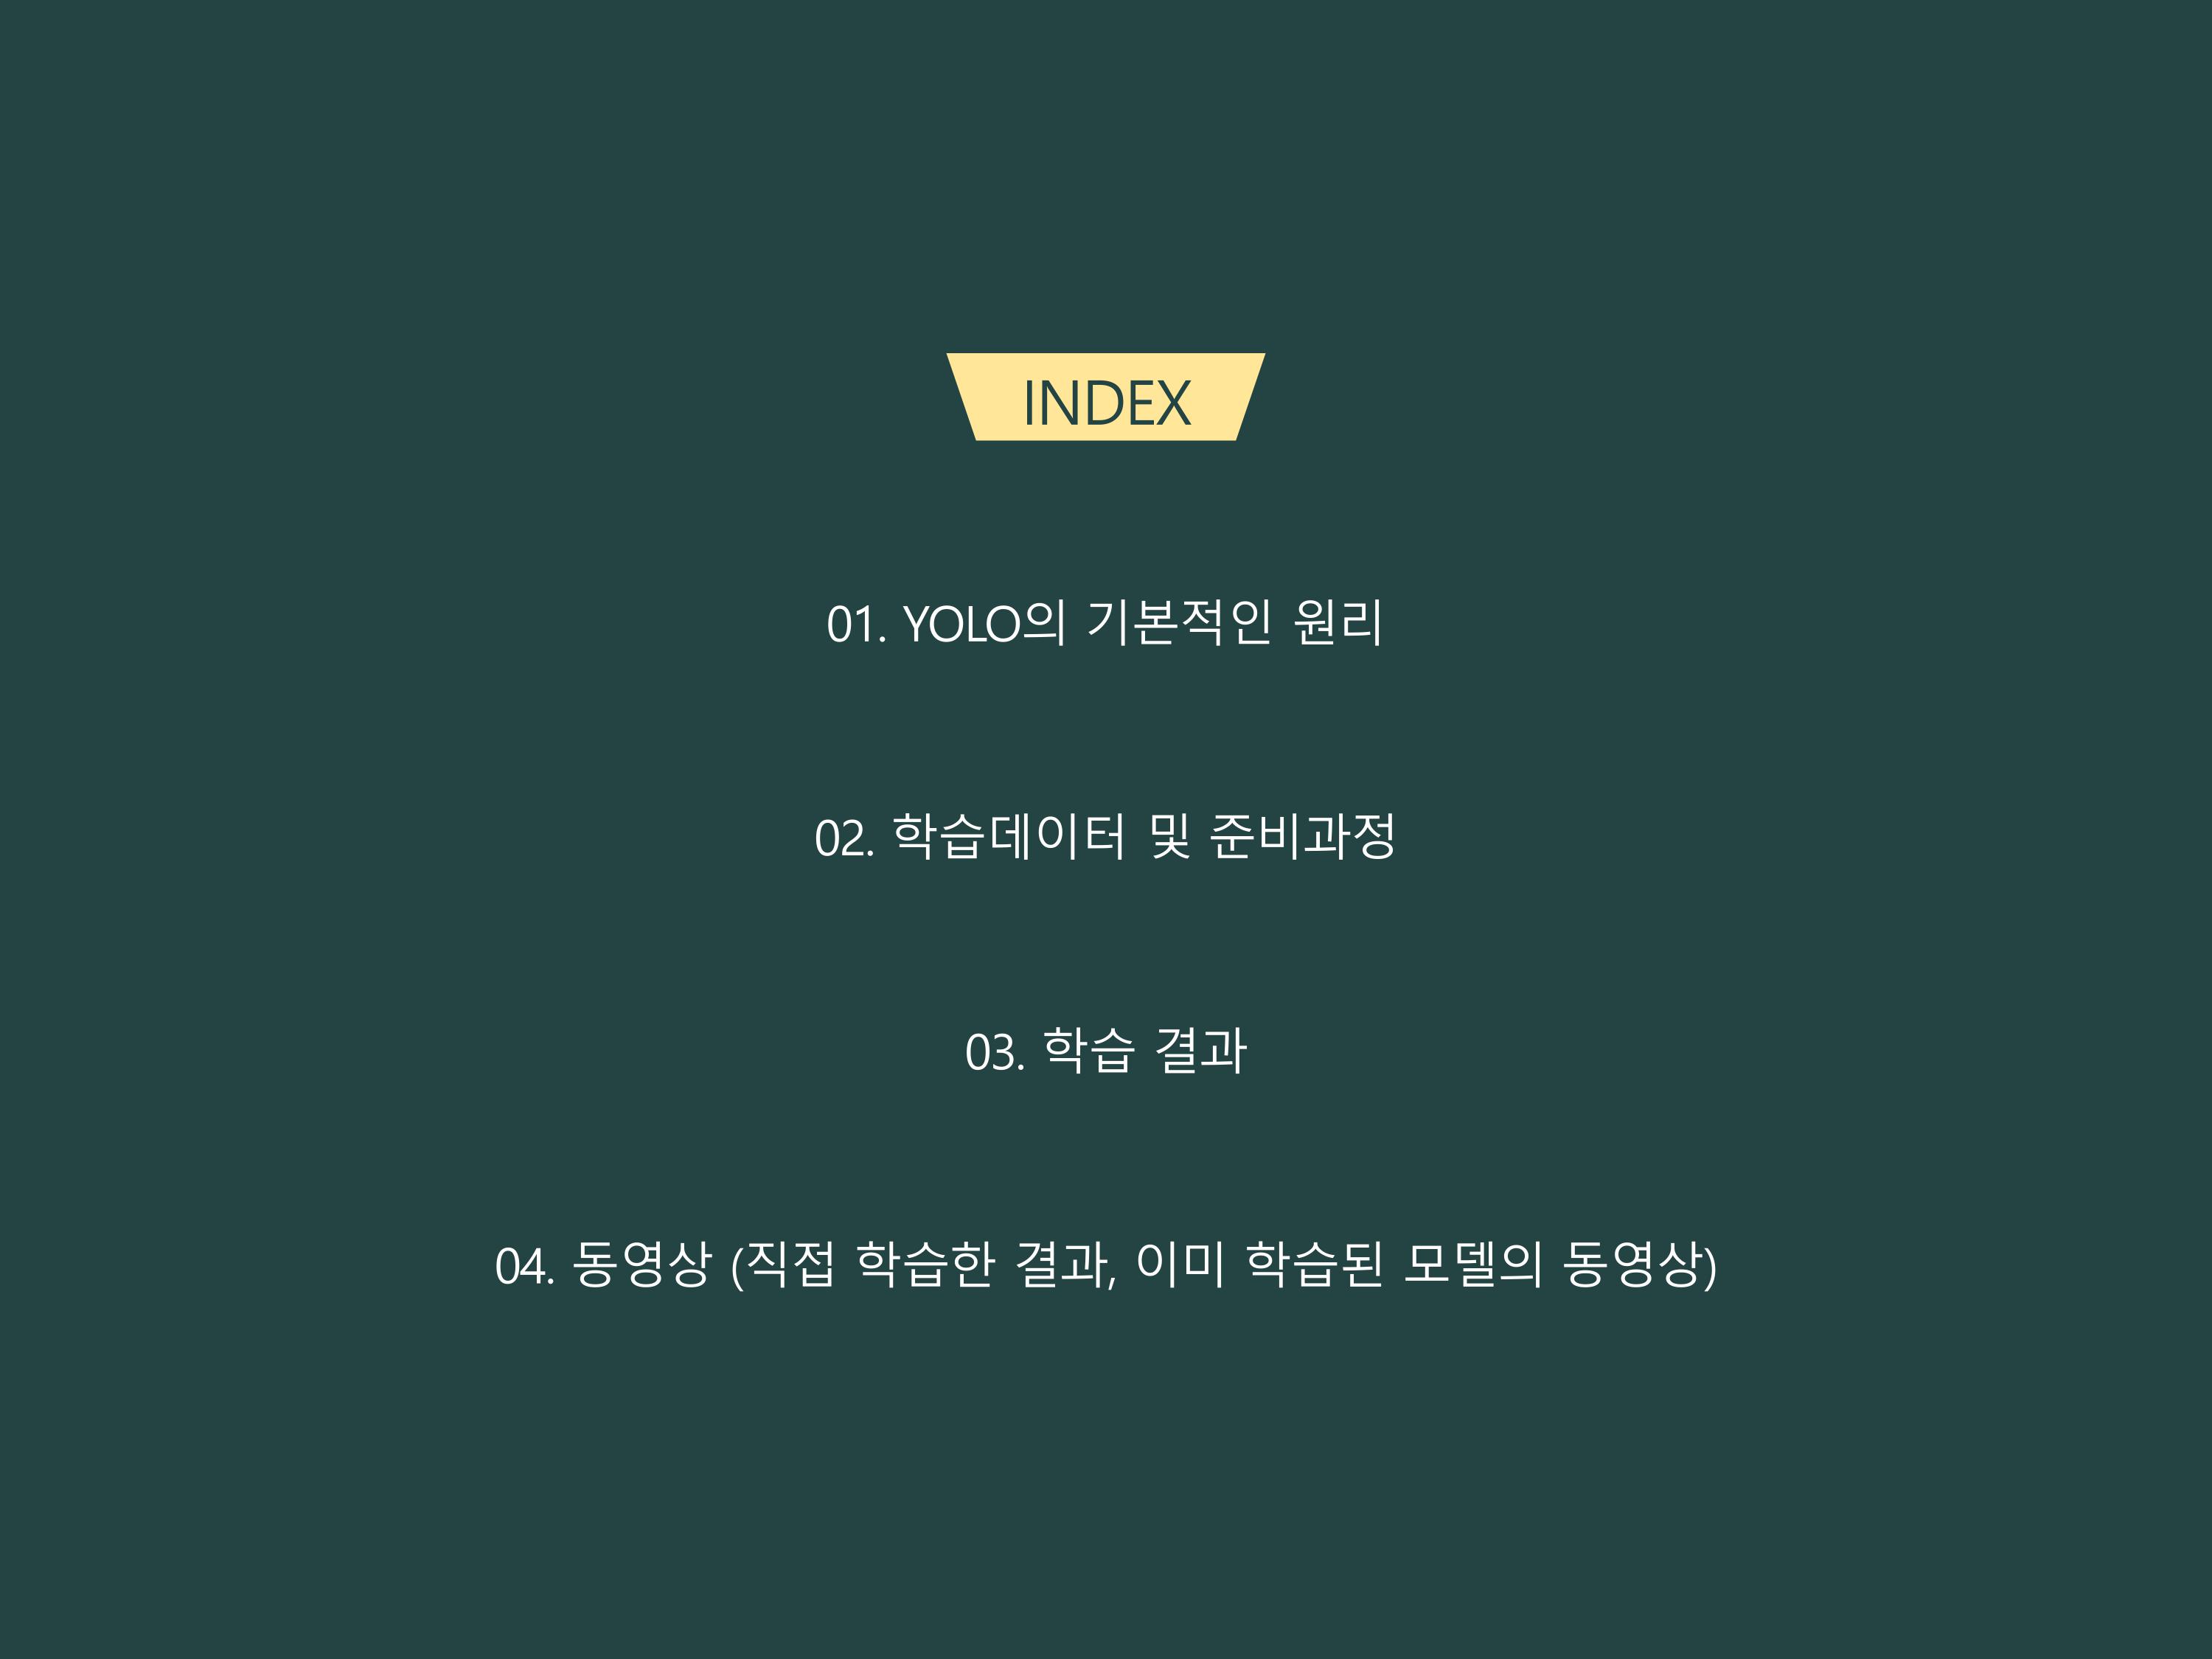 INDEX
01. YOLO의 기본적인 원리
02. 학습데이터 및 준비과정
03. 학습 결과
04. 동영상 (직접 학습한 결과, 이미 학습된 모델의 동영상)